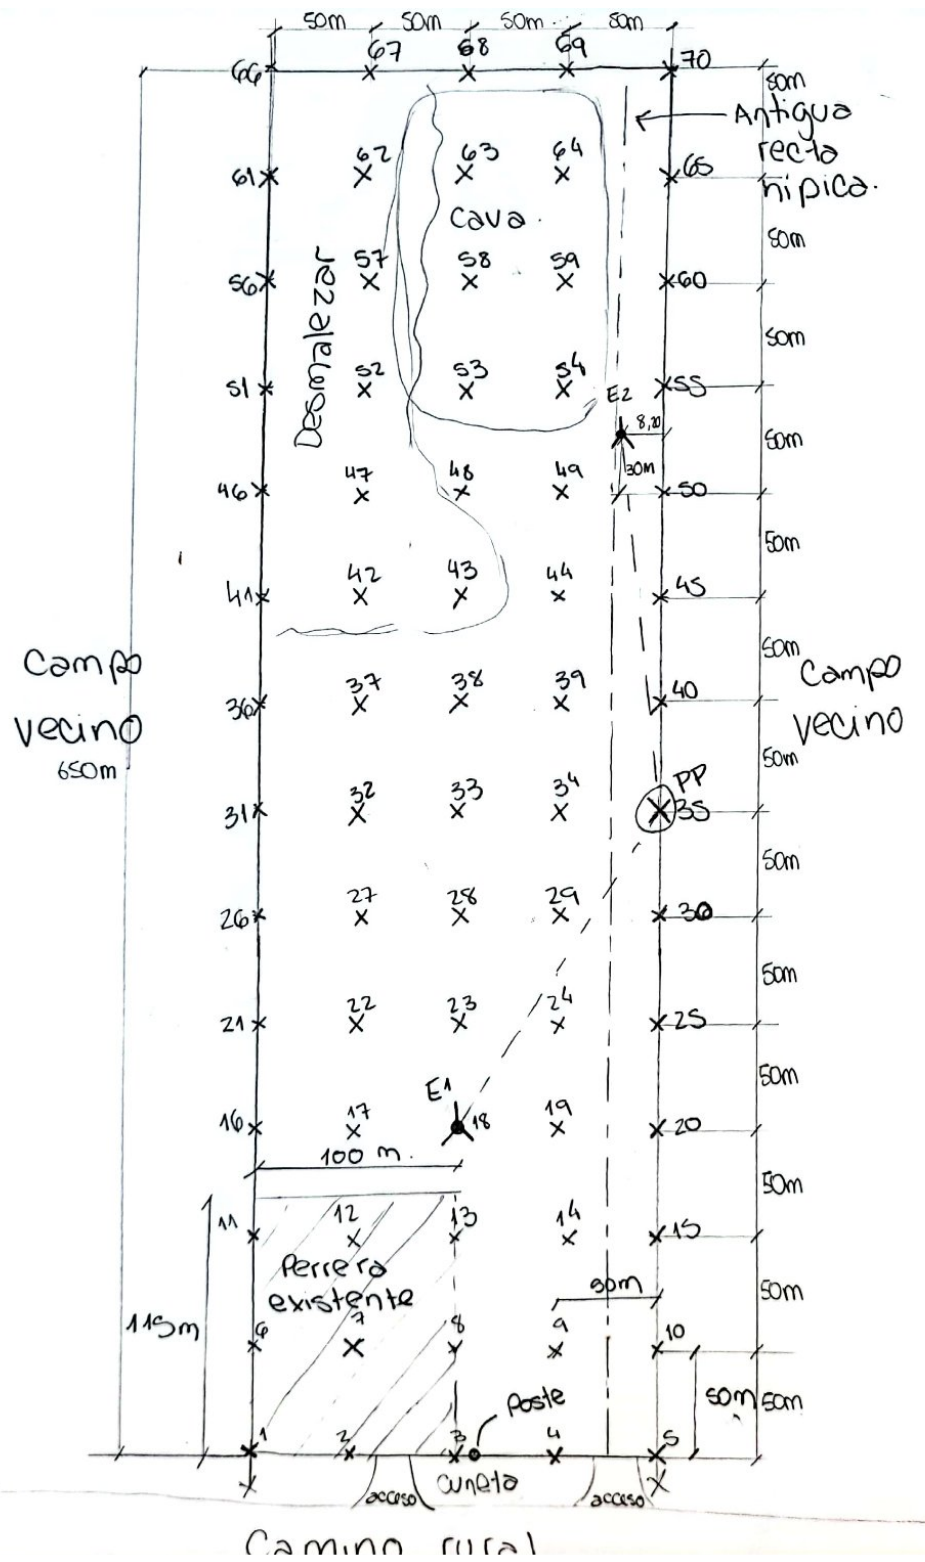 50m 50m 50m 50m
66 67 68 69 70
50m
Antigua
recta
hípica.
61 62 63 64 65
Cava.
50m
56 57 58 59 60
Desmalezar
50m
51 52 53 54 55
E2
8,20
50m
30m
46 47 48 49 50
50m
41 42 43 44 45
50m
Campo
vecino
650m
Campo
vecino
36 37 38 39 40
50m
PP
31 32 33 34 35
50m
26 27 28 29 30
50m
21 22 23 24 25
50m
E1
16 17 18 19 20
100 m.
50m
11 12 13 14 15
Perrera
existente
50m
50m
115m
6 7 8 9 10
50m 50m
Poste
1 2 3 4 5
acceso
Cuneta
acceso
Camino rural